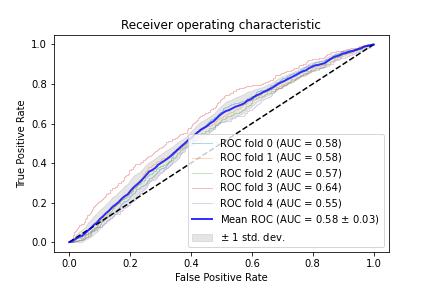 Receiver operating characteristic
True Positive Rate
1.0
0.8
0.6
0.4
0.2
0.0
ROC fold 0 (AUC = 0.58)
ROC fold 1 (AUC = 0.58)
ROC fold 2 (AUC = 0.57)
ROC fold 3 (AUC = 0.64)
ROC fold 4 (AUC = 0.55)
Mean ROC (AUC = 0.58 ± 0.03)
± 1 std. dev.
0.0 0.2 0.4 0.6 0.8 1.0
False Positive Rate